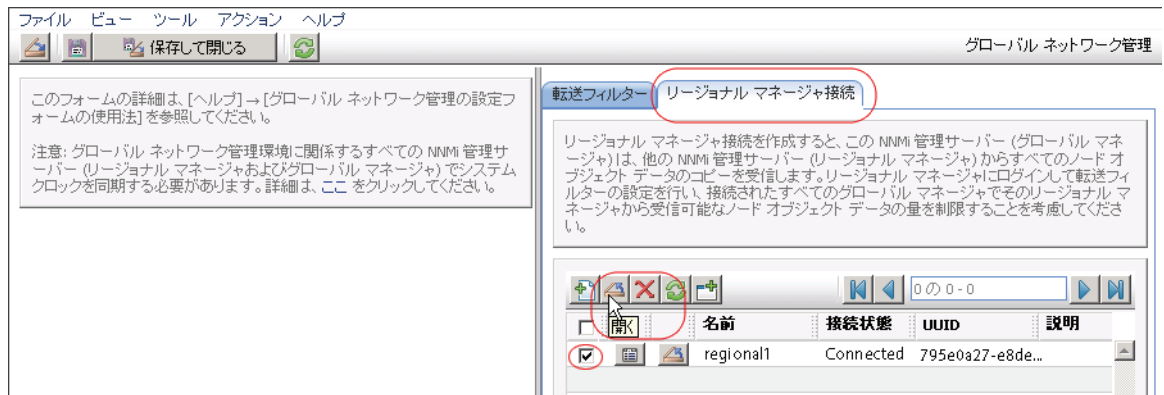 ファイル ビュー ツール アクション ヘルプ
保存して閉じる
グローバル ネットワーク管理
このフォームの詳細は、[ヘルプ]→[グローバル ネットワーク管理の設定フ
ォームの使用法]を参照してください。
注意: グローバル ネットワーク管理環境に関係するすべての NNMi 管理サ
ーバー (リージョナル マネージャおよびグローバル マネージャ) でシステム
クロックを同期する必要があります。詳細は、ここ をクリックしてください。
転送フィルター リージョナル マネージャ接続
リージョナル マネージャ接続を作成すると、この NNMi 管理サーバー (グローバル マネ
ージャ)は、他の NNMi 管理サーバー (リージョナル マネージャ) からすべてのノード オ
ブジェクト データのコピーを受信します。リージョナル マネージャにログインして転送フィ
ルターの設定を行い、接続されたすべてのグローバル マネージャでそのリージョナル マ
ネージャから受信可能なノード オブジェクト データの量を制限することを考慮してくださ
い。
0 の 0 - 0
開く 名前 接続状態 UUID 説明
regional1 Connected 795e0a27-e8de...